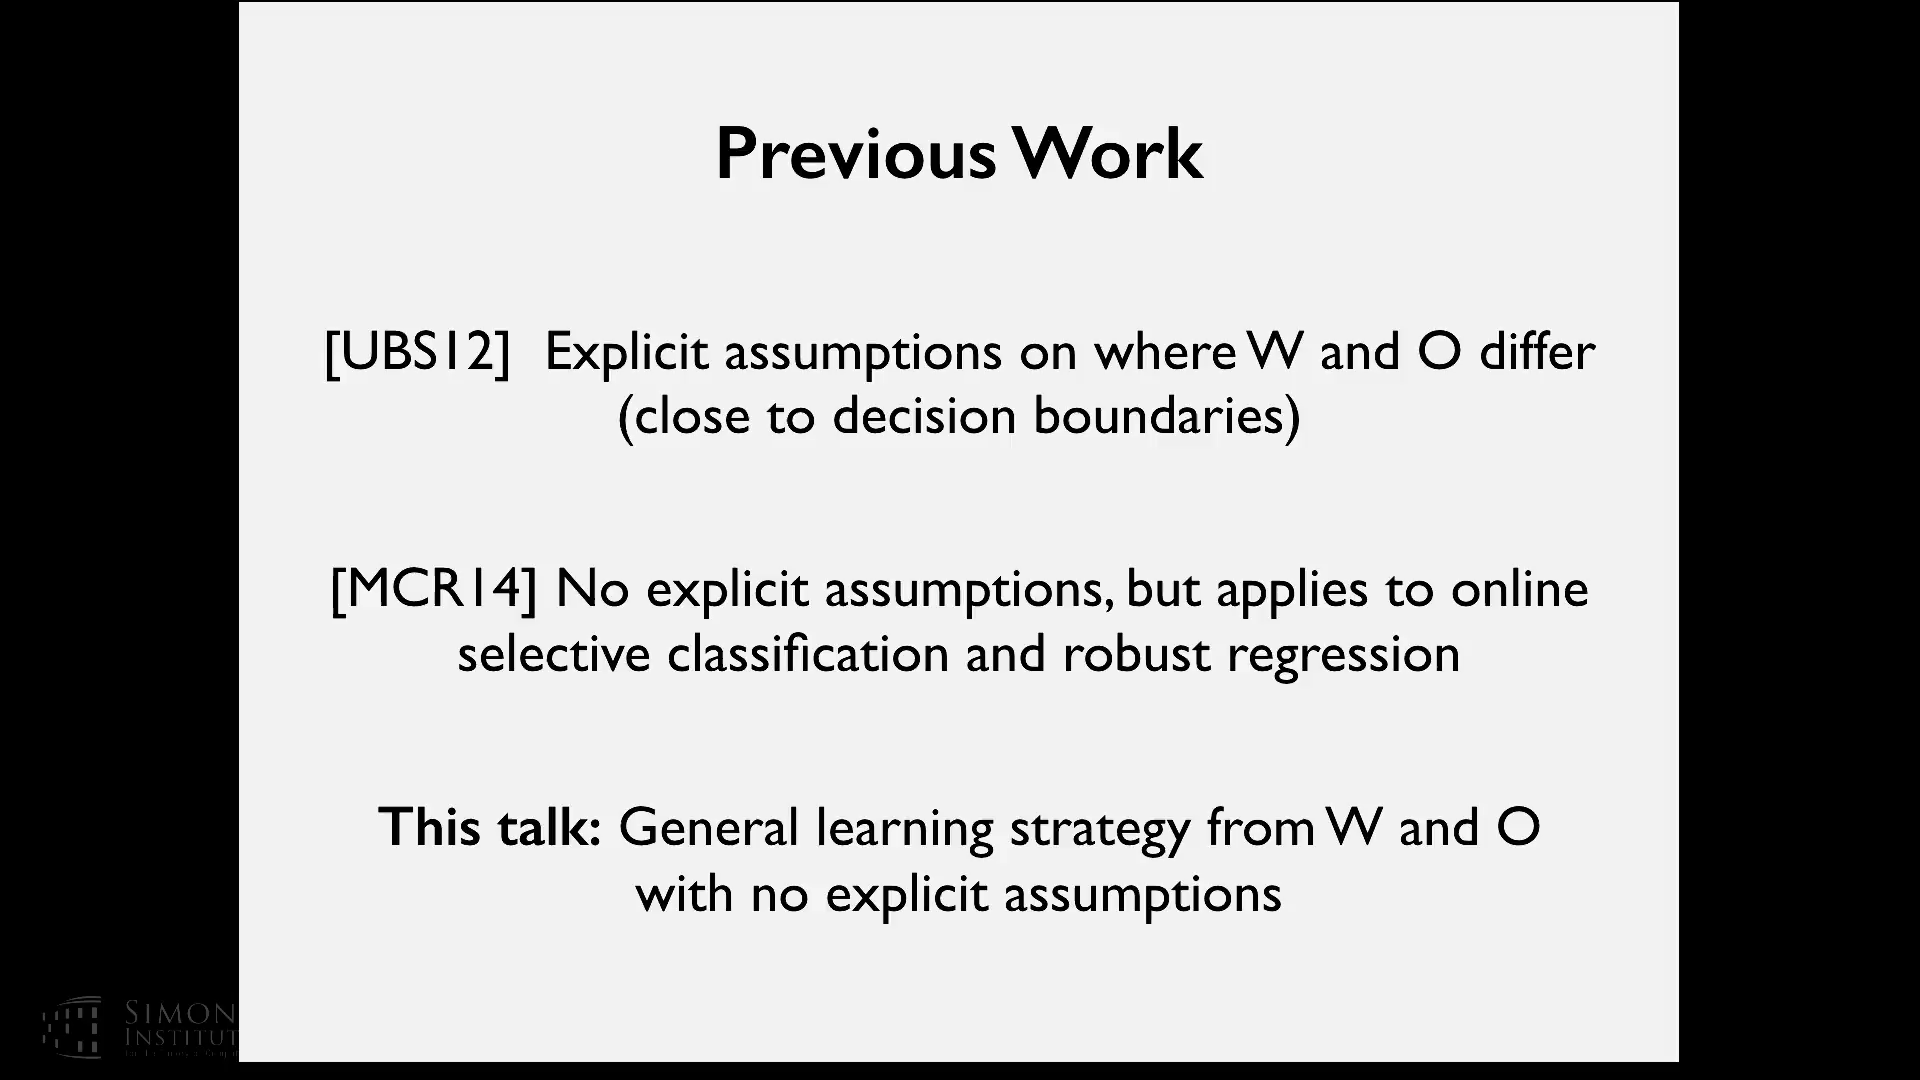 Previous Work
[UBS12] Explicit assumptions on where W and O differ
(close to decision boundaries)
[MCR14] No explicit assumptions, but applies to online
selective classification and robust regression
This talk: General learning strategy from W and O
with no explicit assumptions
SIMON
INSTITUT